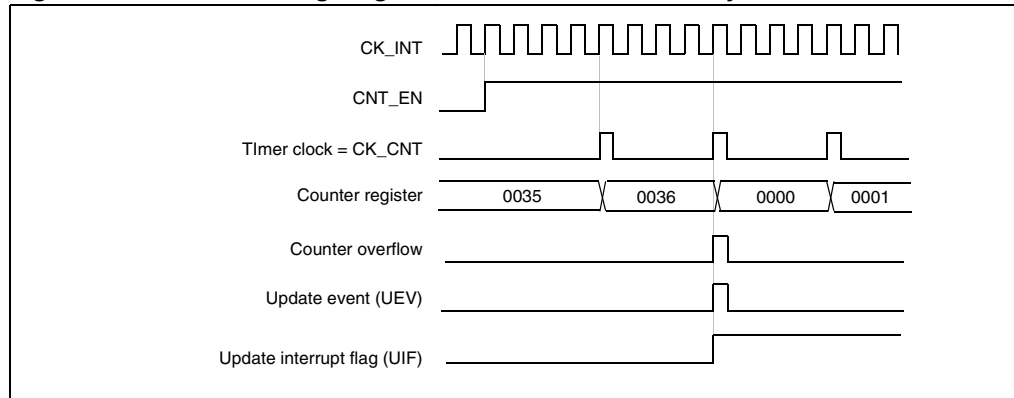 CK_INT
CNT_EN
TImer clock = CK_CNT
Counter register 0035 0036 0000 0001
Counter overflow
Update event (UEV)
Update interrupt flag (UIF)